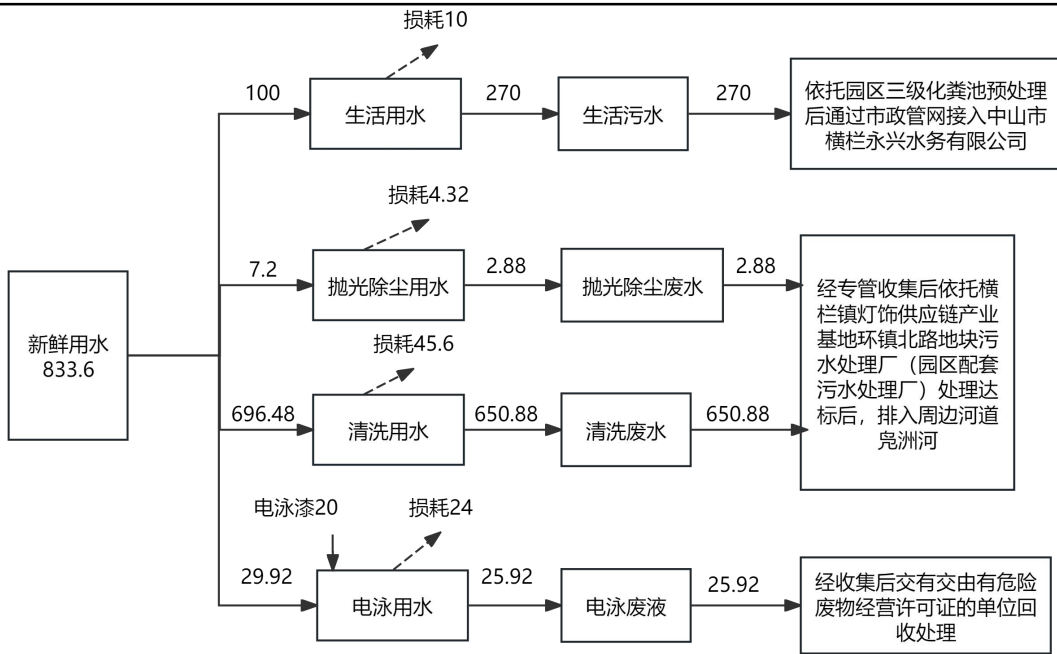 损耗10
100
生活用水
270
生活污水
270
依托园区三级化粪池预处理
后通过市政管网接入中山市
横栏永兴水务有限公司
损耗4.32
7.2
抛光除尘用水
2.88
抛光除尘废水
2.88
经专管收集后依托横
栏镇灯饰供应链产业
基地环镇北路地块污
水处理厂（园区配套
污水处理厂）处理达
标后，排入周边河道
凫洲河
新鲜用水
833.6
损耗45.6
696.48
清洗用水
650.88
清洗废水
650.88
电泳漆20
损耗24
29.92
电泳用水
25.92
电泳废液
25.92
经收集后交有交由有危险
废物经营许可证的单位回
收处理